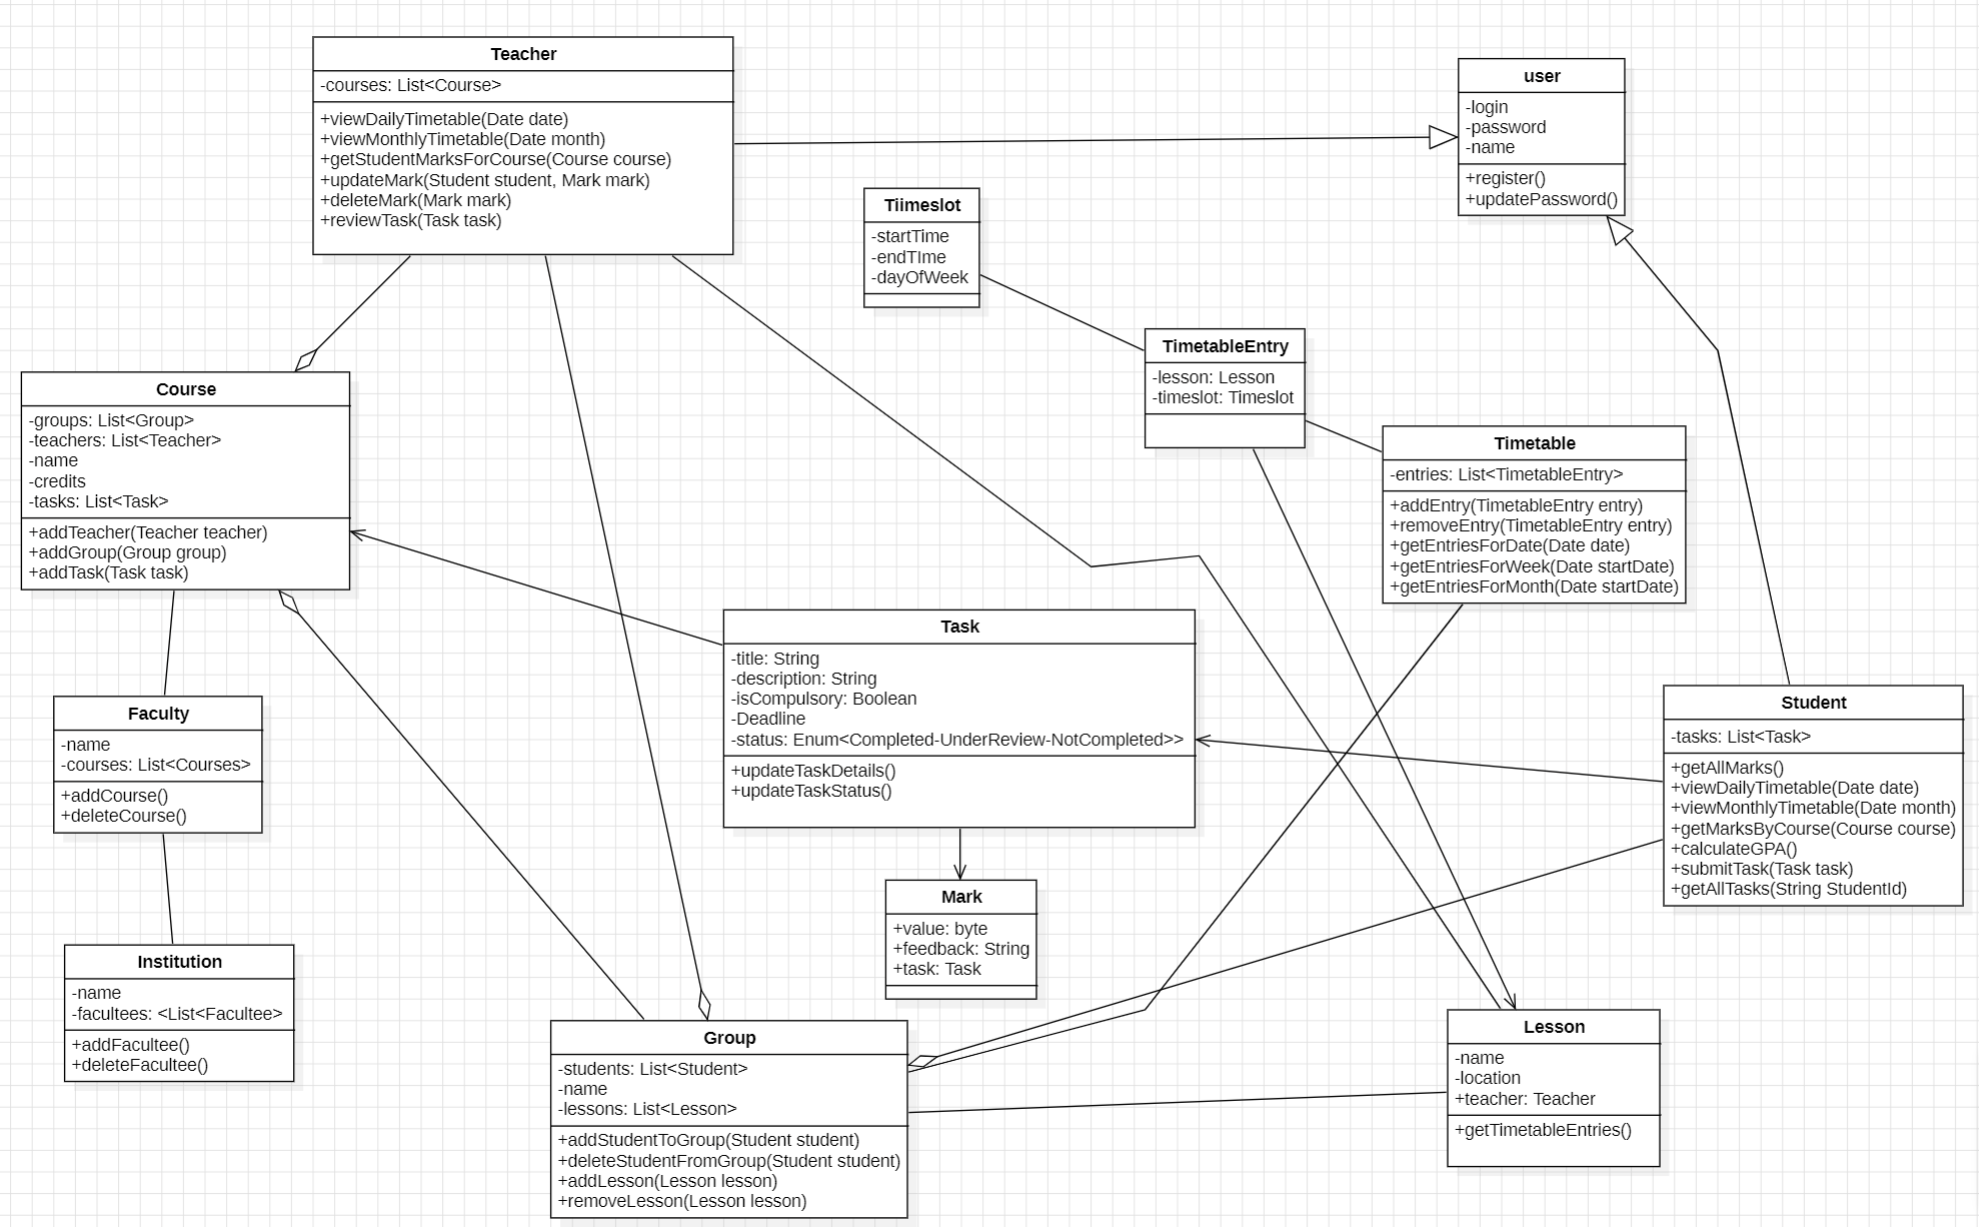 Teacher
-courses: List<Course>
+viewDailyTimetable(Date date)
+viewMonthlyTimetable(Date month)
+getStudentMarksForCourse(Course course)
+updateMark(Student student, Mark mark)
+deleteMark(Mark mark)
+reviewTask(Task task)
user
-login
-password
-name
+register()
+updatePassword()
Tiimeslot
-startTime
-endTIme
-dayOfWeek
TimetableEntry
-lesson: Lesson
-timeslot: Timeslot
Course
-groups: List<Group>
-teachers: List<Teacher>
-name
-credits
-tasks: List<Task>
+addTeacher(Teacher teacher)
+addGroup(Group group)
+addTask(Task task)
Timetable
-entries: List<TimetableEntry>
+addEntry(TimetableEntry entry)
+removeEntry(TimetableEntry entry)
+getEntriesForDate(Date date)
+getEntriesForWeek(Date startDate)
+getEntriesForMonth(Date startDate)
Task
-title: String
-description: String
-isCompulsory: Boolean
-Deadline
-status: Enum<Completed-UnderReview-NotCompleted>>
+updateTaskDetails()
+updateTaskStatus()
Student
-tasks: List<Task>
+getAllMarks()
+viewDailyTimetable(Date date)
+viewMonthlyTimetable(Date month)
+getMarksByCourse(Course course)
+calculateGPA()
+submitTask(Task task)
+getAllTasks(String StudentId)
Faculty
-name
-courses: List<Courses>
+addCourse()
+deleteCourse()
Mark
+value: byte
+feedback: String
+task: Task
Institution
-name
-facultees: <List<Facultee>
+addFacultee()
+deleteFacultee()
Group
-students: List<Student>
-name
-lessons: List<Lesson>
+addStudentToGroup(Student student)
+deleteStudentFromGroup(Student student)
+addLesson(Lesson lesson)
+removeLesson(Lesson lesson)
Lesson
-name
-location
+teacher: Teacher
+getTimetableEntries()